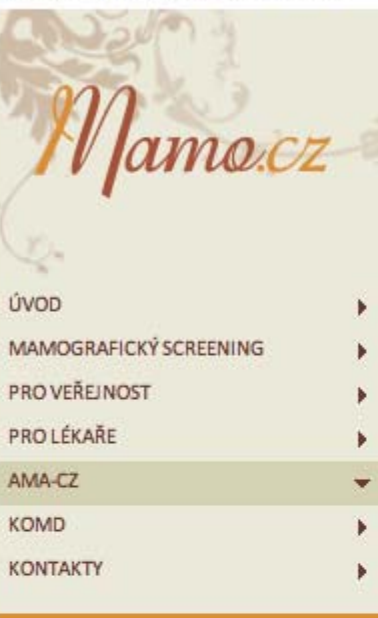 Mamo.cz
ÚVOD
MAMOGRAFICKÝ SCREENING
PRO VEŘEJNOST
PRO LÉKAŘE
AMA-CZ
KOMD
KONTAKTY